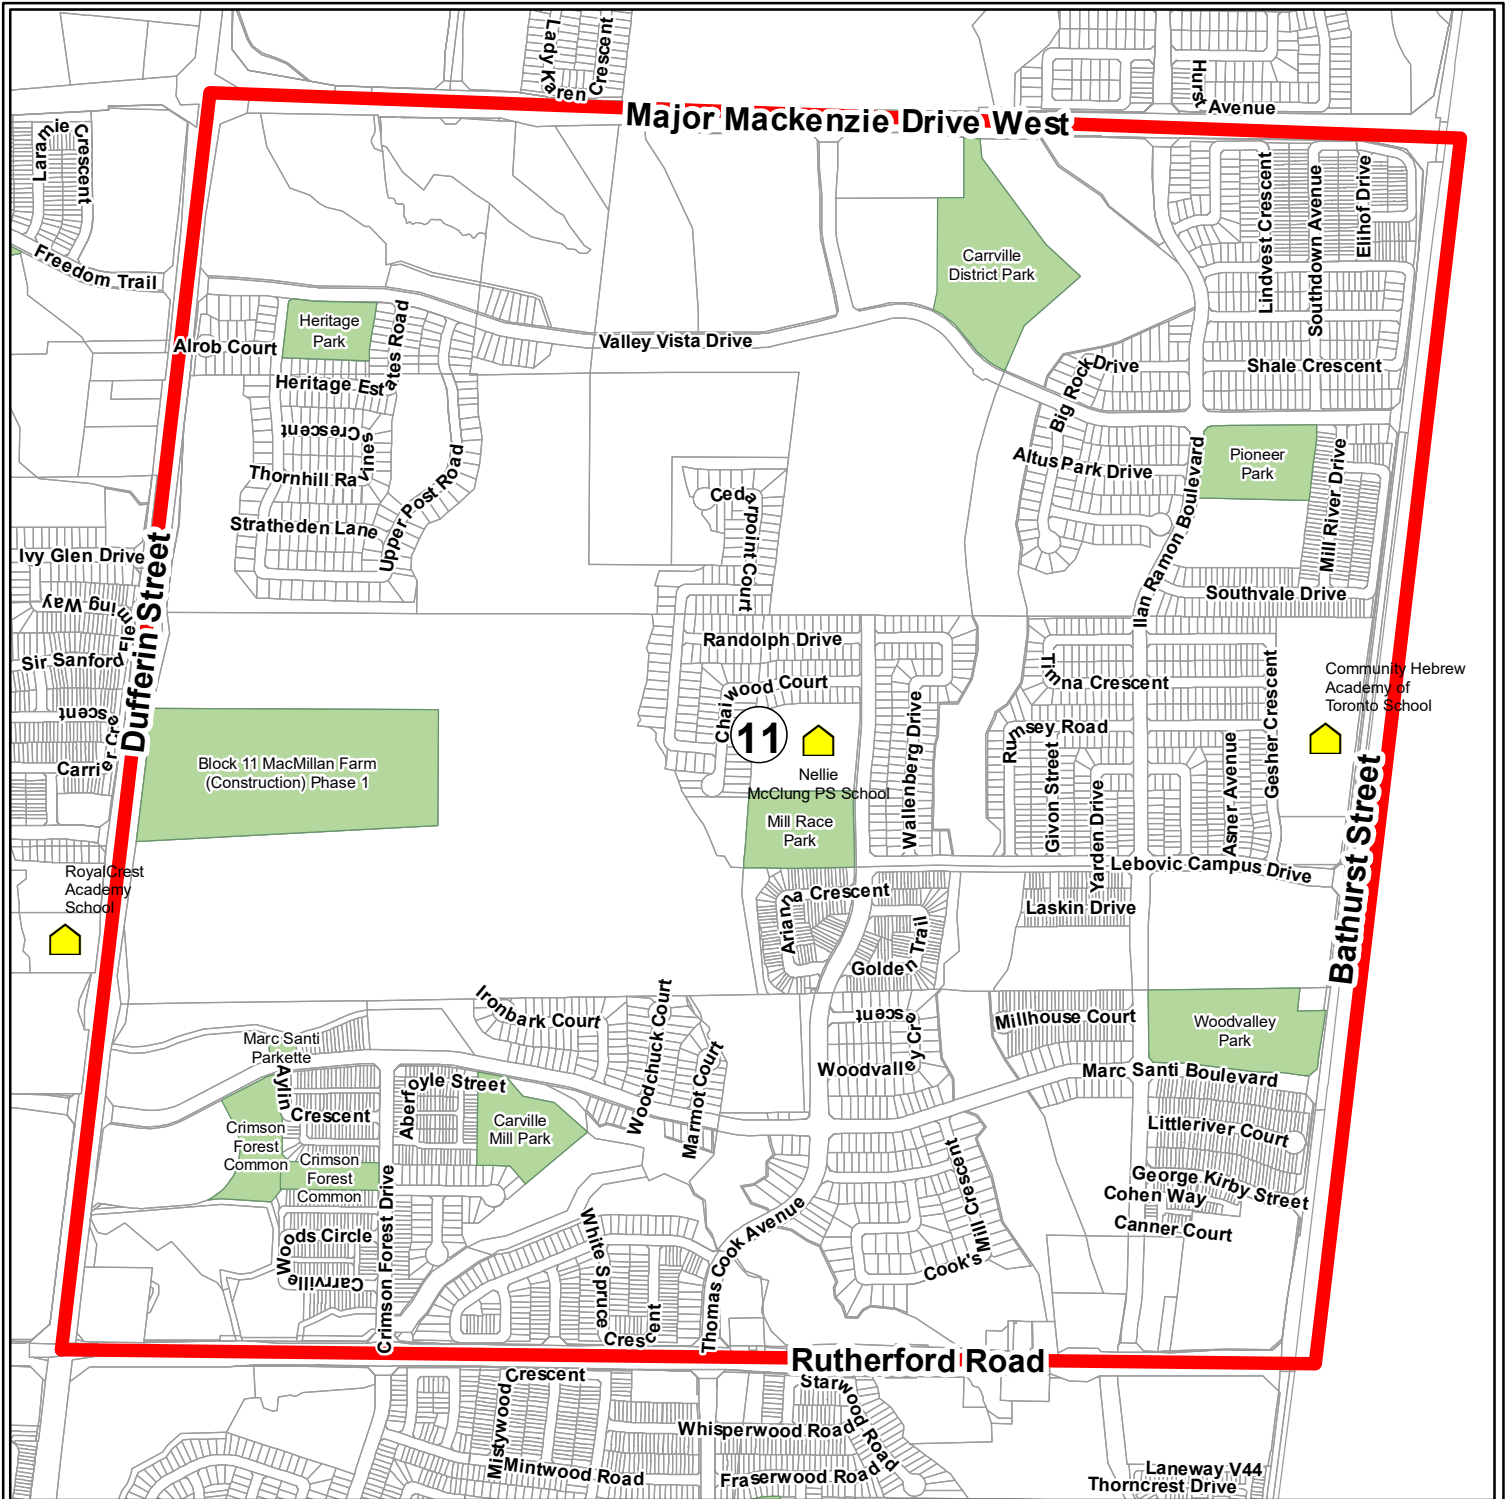 Lady Karen Crescent
Hurst Avenue
Major Mackenzie Drive West
Laramie Crescent
Freedom Trail
Lindvest Crescent
Southdown Avenue
Elihof Drive
Carrville
District Park
Heritage
Park
Alrob Court
Heritage Estates Road
Valley Vista Drive
Big Rock Drive
Shale Crescent
Thornhill Ravines Crescent
Upper Post Road
Stratheden Lane
Altus Park Drive
Pioneer
Park
Mill River Drive
Ilan Ramon Boulevard
Cedarpoint Court
Southvale Drive
Ivy Glen Drive
Sir Sanford Fleming Way
Dufferin Street
Carrier Crescent
Randolph Drive
Chaiwood Court
Wallenberg Drive
Timna Crescent
Rumsey Road
Givon Street
Yarden Drive
Asner Avenue
Gesher Crescent
Community Hebrew
Academy of
Toronto School
11
Nellie
McClung PS School
Mill Race
Park
Block 11 MacMillan Farm
(Construction) Phase 1
Bathurst Street
Lebovic Campus Drive
RoyalCrest
Academy
School
Arianna Crescent
Laskin Drive
Golden Trail
Ironbark Court
Woodchuck Court
Marmot Court
Woodvalley Crescent
Millhouse Court
Woodvalley
Park
Marc Santi Boulevard
Marc Santi
Parkette
Aylin Crescent
Aberfoyle Street
Carville
Mill Park
Crimson
Forest
Common
Crimson
Forest
Common
Crimson Forest Drive
Carrville Woods Circle
White Spruce Crescent
Thomas Cook Avenue
Cook's Mill Crescent
Littleriver Court
George Kirby Street
Cohen Way
Canner Court
Rutherford Road
Mistywood Crescent
Mintwood Road
Whisperwood Road
Starwood Road
Fraserwood Road
Laneway V44
Thorncrest Drive